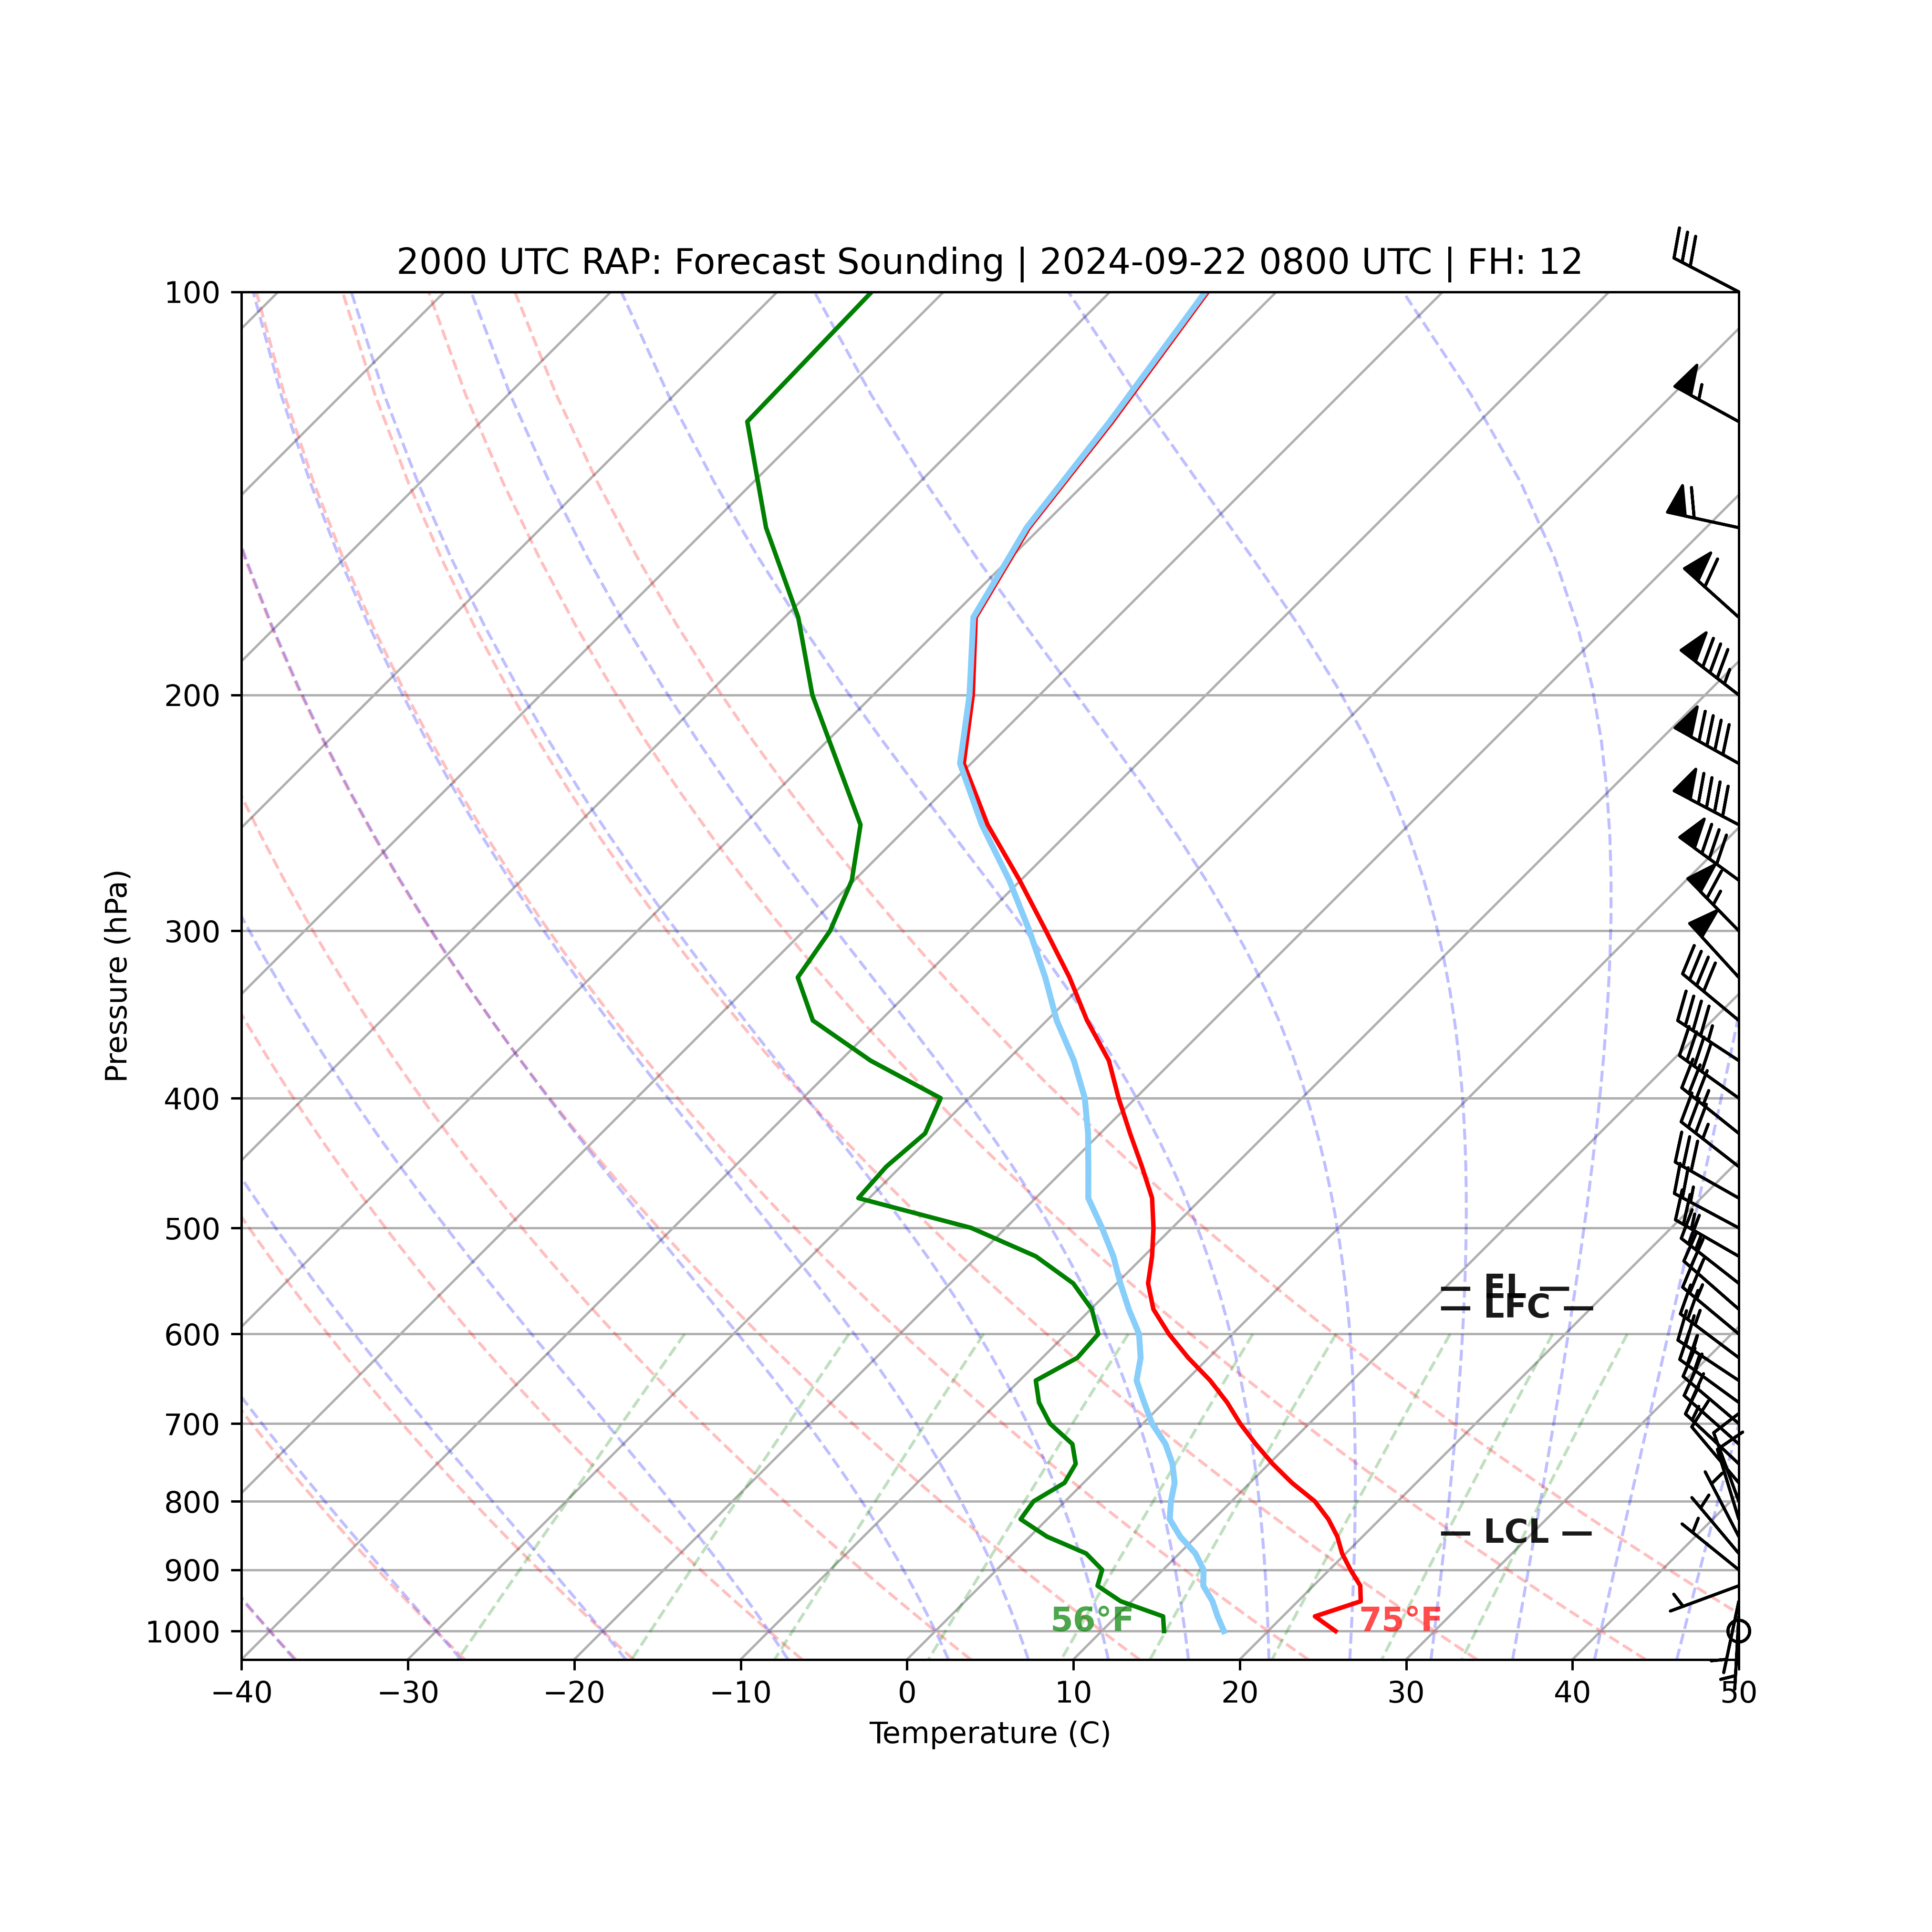 2000 UTC RAP: Forecast Sounding | 2024-09-22 0800 UTC | FH: 12
100
200
300
400
500
600
700
800
900
1000
Pressure (hPa)
— EL —
— LFC —
— LCL —
56°F
75°F
−40 −30 −20 −10 0 10 20 30 40 50
Temperature (C)